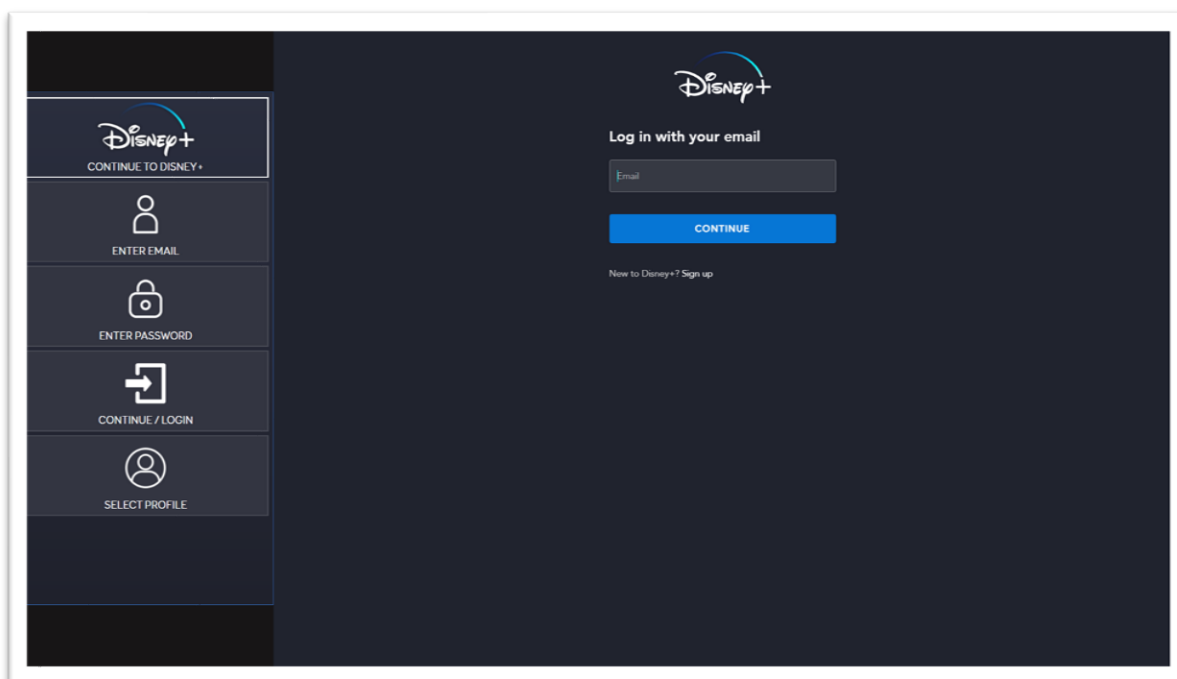 Disney+
CONTINUE TO DISNEY+
ENTER EMAIL
ENTER PASSWORD
CONTINUE / LOGIN
SELECT PROFILE
Disney+
Log in with your email
Email
CONTINUE
New to Disney+? Sign up